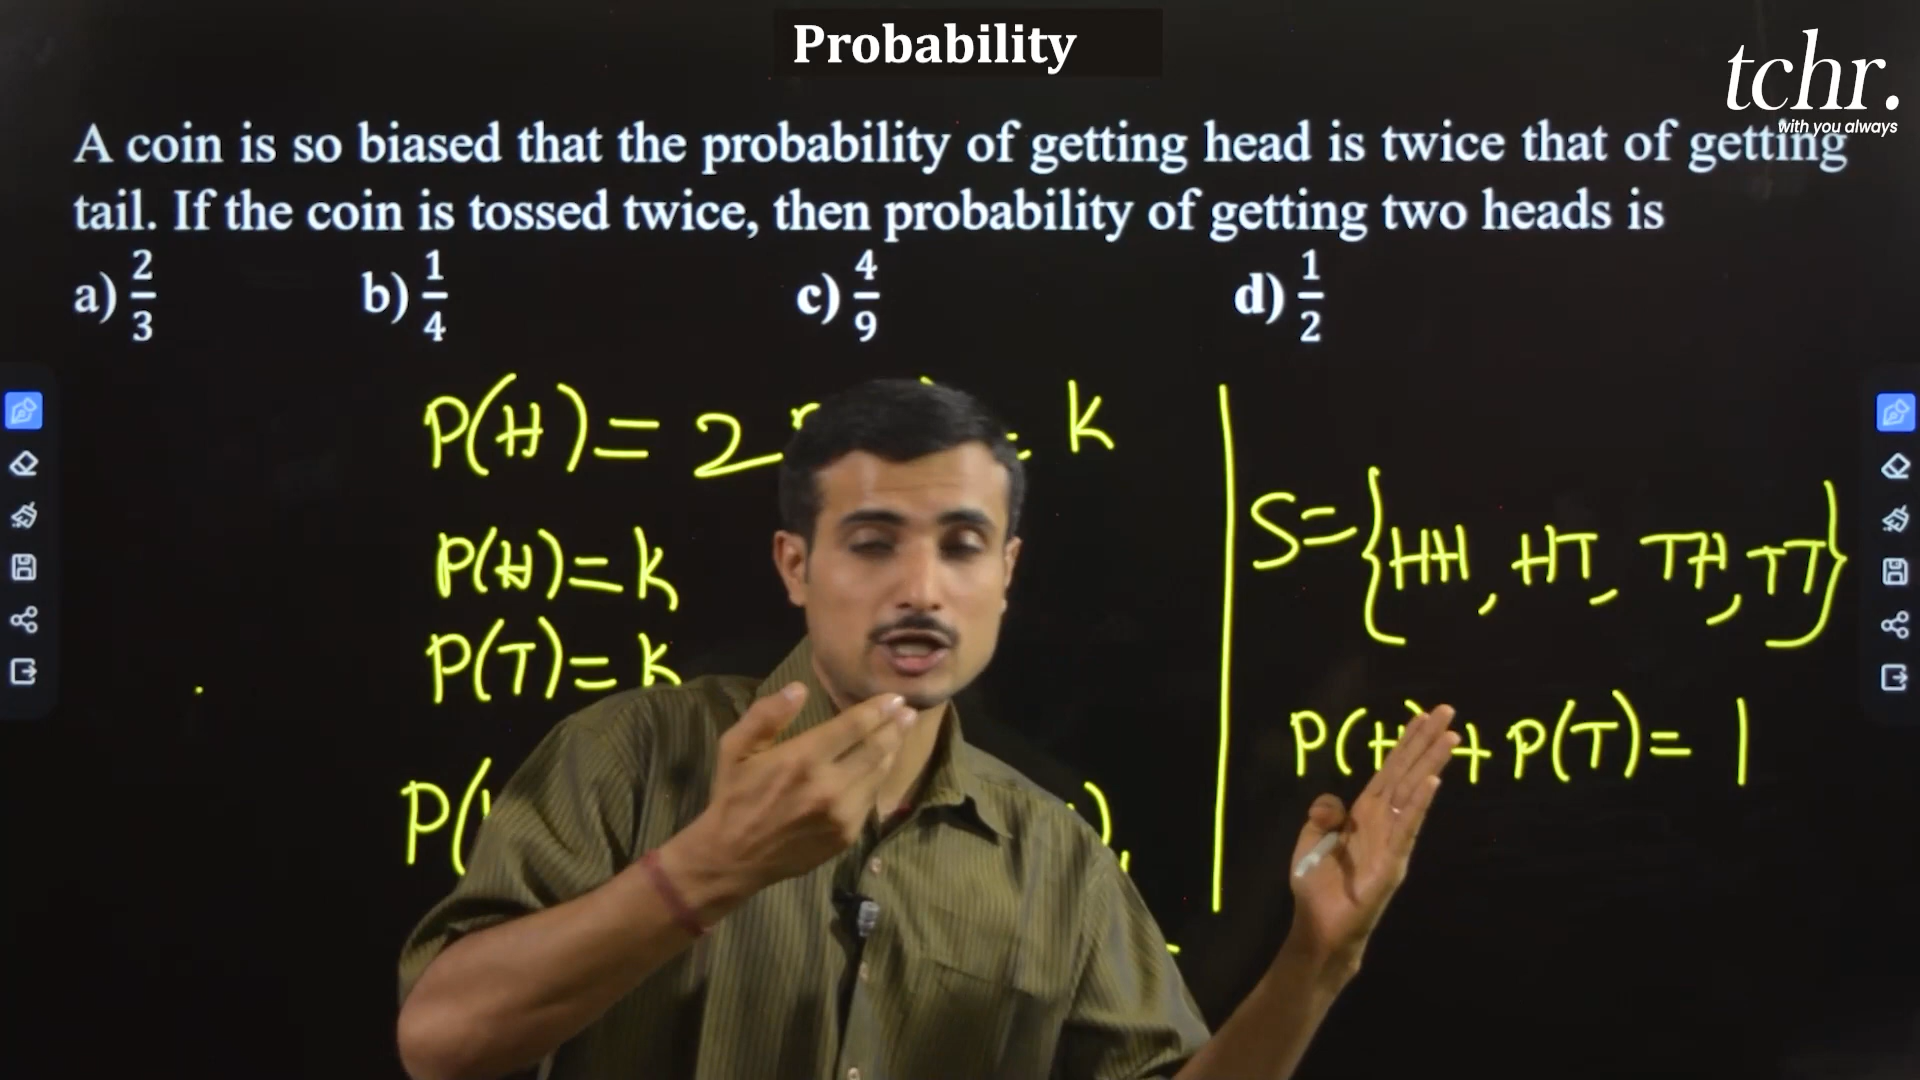 Probability
tchr.
with you always
A coin is so biased that the probability of getting head is twice that of getting
tail. If the coin is tossed twice, then probability of getting two heads is
a) 2/3 b) 1/4 c) 4/9 d) 1/2
P(H) = 2 = k
P(H) = k
P(T) = k
P(
S = {HH, HT, TH, TT}
P(H) + P(T) = 1